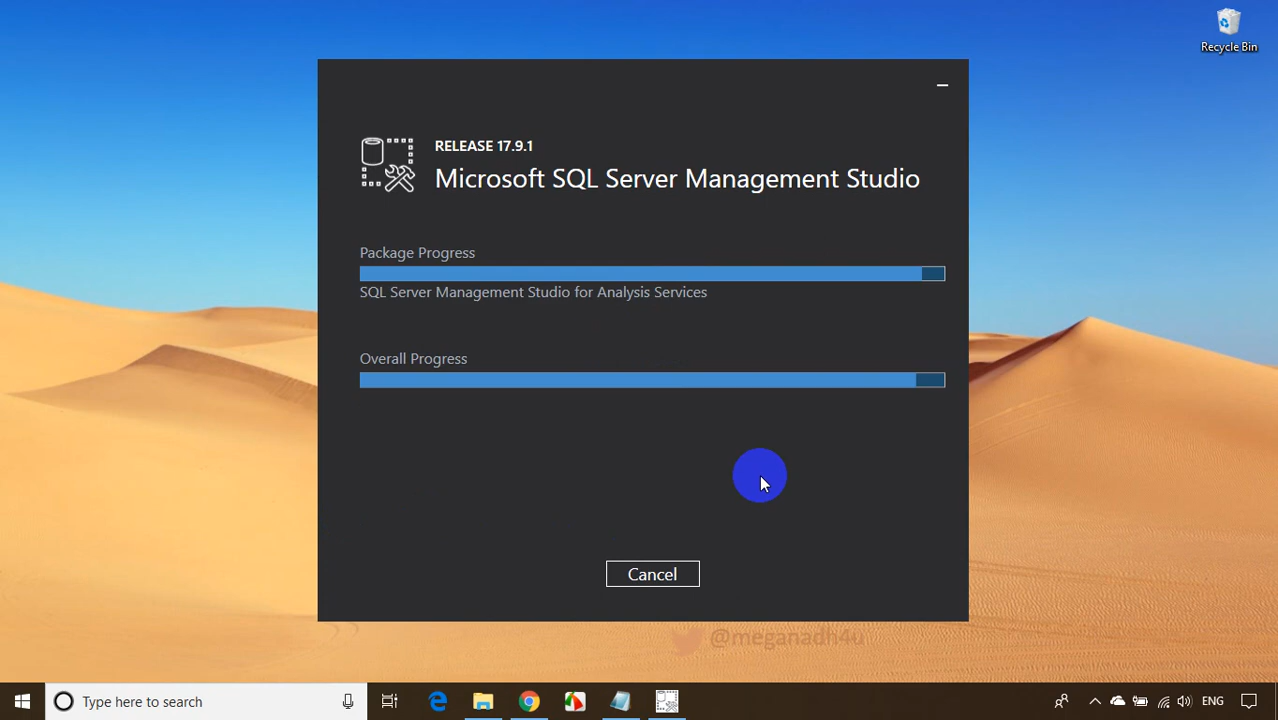 Recycle Bin
RELEASE 17.9.1
Microsoft SQL Server Management Studio
Package Progress
SQL Server Management Studio for Analysis Services
Overall Progress
Cancel
@meganadh4u
Type here to search
ENG